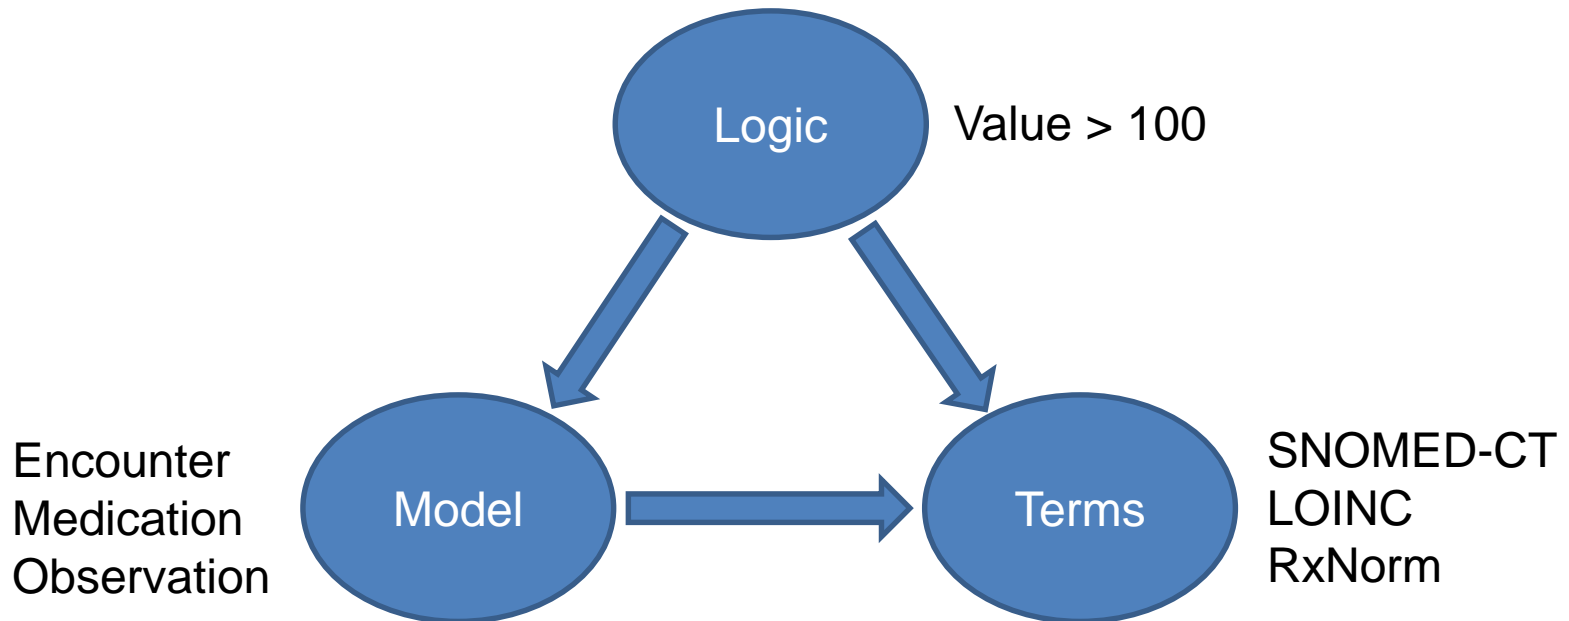 Logic
Value > 100
Encounter
Medication
Observation
Model
Terms
SNOMED-CT
LOINC
RxNorm